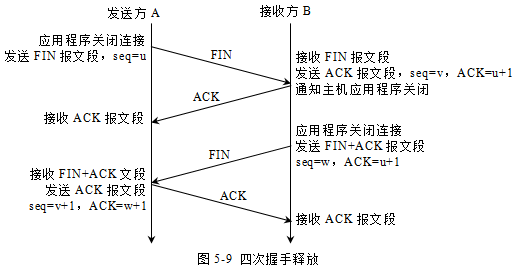 发送方 A
接收方 B
应用程序关闭连接
发送 FIN 报文段，seq=u
FIN
接收 FIN 报文段
发送 ACK 报文段，seq=v，ACK=u+1
通知主机应用程序关闭
ACK
接收 ACK 报文段
应用程序关闭连接
发送 FIN+ACK 报文段
seq=w，ACK=u+1
FIN
接收 FIN+ACK 文段
发送 ACK 报文段
seq=v+1，ACK=w+1
ACK
接收 ACK 报文段
图 5-9 四次握手释放